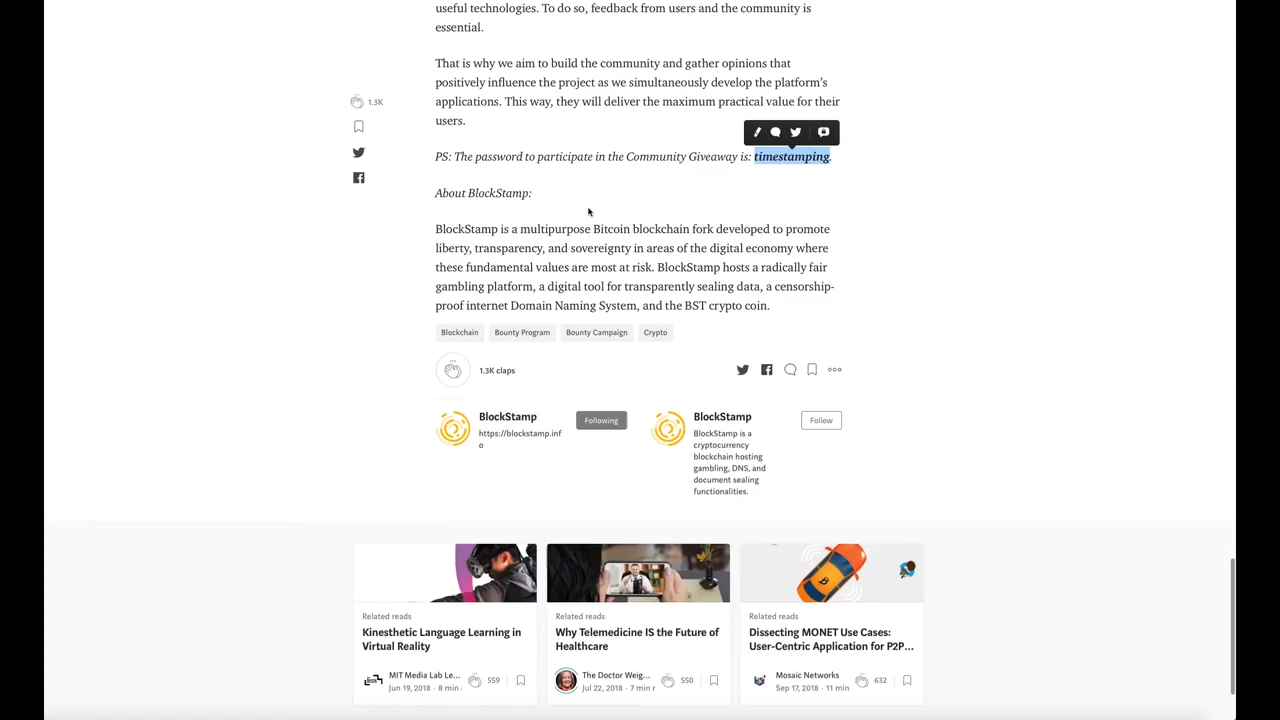 useful technologies. To do so, feedback from users and the community is
essential.
That is why we aim to build the community and gather opinions that
positively influence the project as we simultaneously develop the platform's
applications. This way, they will deliver the maximum practical value for their
users.
1.3K
PS: The password to participate in the Community Giveaway is: timestamping.
About BlockStamp:
BlockStamp is a multipurpose Bitcoin blockchain fork developed to promote
liberty, transparency, and sovereignty in areas of the digital economy where
these fundamental values are most at risk. BlockStamp hosts a radically fair
gambling platform, a digital tool for transparently sealing data, a censorship-
proof internet Domain Naming System, and the BST crypto coin.
Blockchain Bounty Program Bounty Campaign Crypto
1.3K claps
BlockStamp
https://blockstamp.inf
o
Following
BlockStamp
BlockStamp is a
cryptocurrency
blockchain hosting
gambling, DNS, and
document sealing
functionalities.
Follow
Related reads
Kinesthetic Language Learning in
Virtual Reality
MIT Media Lab Le...
Jun 19, 2018 · 8 min
559
Related reads
Why Telemedicine IS the Future of
Healthcare
The Doctor Weig...
Jul 22, 2018 · 7 min r
550
Related reads
Dissecting MONET Use Cases:
User-Centric Application for P2P...
Mosaic Networks
Sep 17, 2018 · 11 min
632